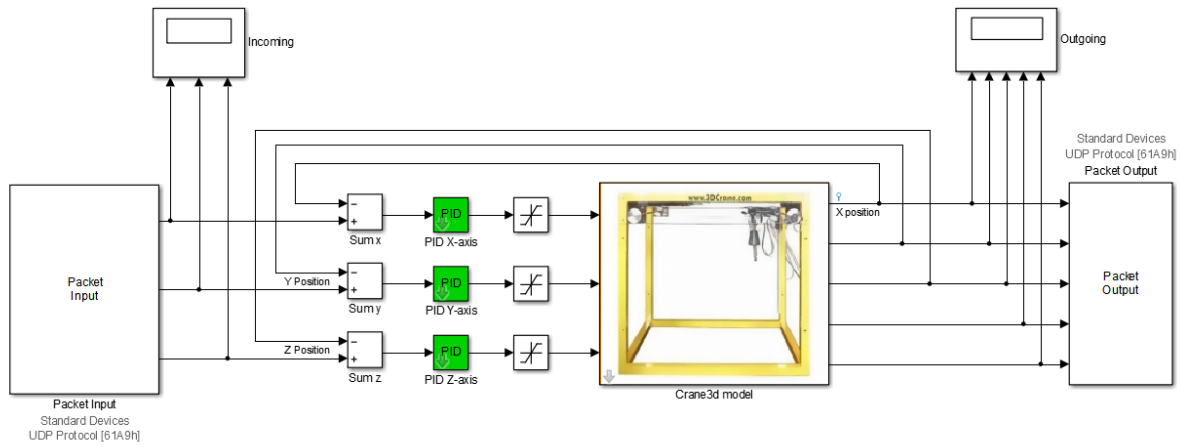 Incoming
Outgoing
Standard Devices
UDP Protocol [61A9h]
Packet Output
www.3DCrane.com
X position
Sum x
PID
PID X-axis
Packet
Input
Y Position
Sum y
PID
PID Y-axis
Packet
Output
Z Position
Sum z
PID
PID Z-axis
Crane3d model
Packet Input
Standard Devices
UDP Protocol [61A9h]